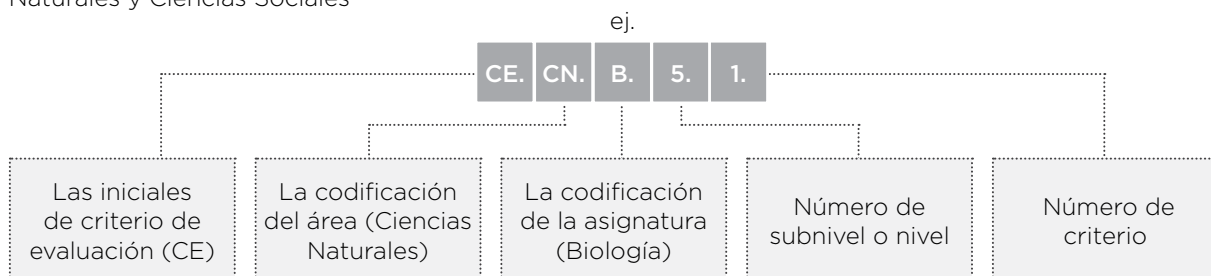 Naturales y Ciencias Sociales
ej.
CE. CN. B. 5. 1.
Las iniciales
de criterio de
evaluación (CE)
La codificación
del área (Ciencias
Naturales)
La codificación
de la asignatura
(Biología)
Número de
subnivel o nivel
Número de
criterio